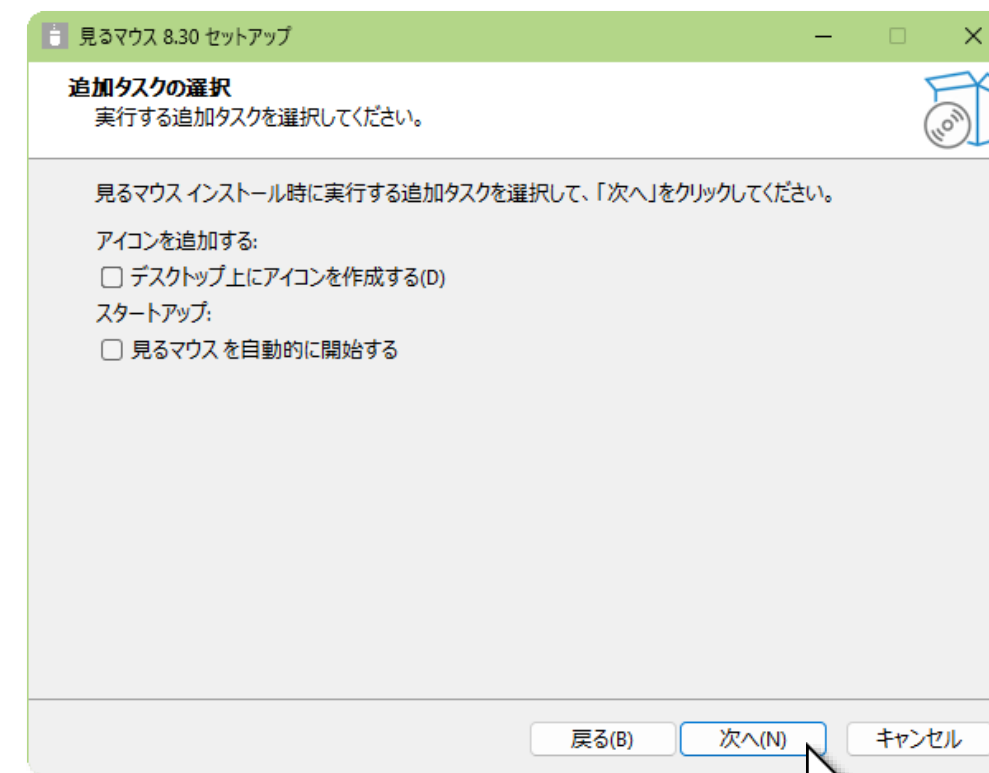 見るマウス 8.30 セットアップ
追加タスクの選択
実行する追加タスクを選択してください。
見るマウス インストール時に実行する追加タスクを選択して、「次へ」をクリックしてください。
アイコンを追加する:
デスクトップ上にアイコンを作成する(D)
スタートアップ:
見るマウス を自動的に開始する
戻る(B) 次へ(N) キャンセル